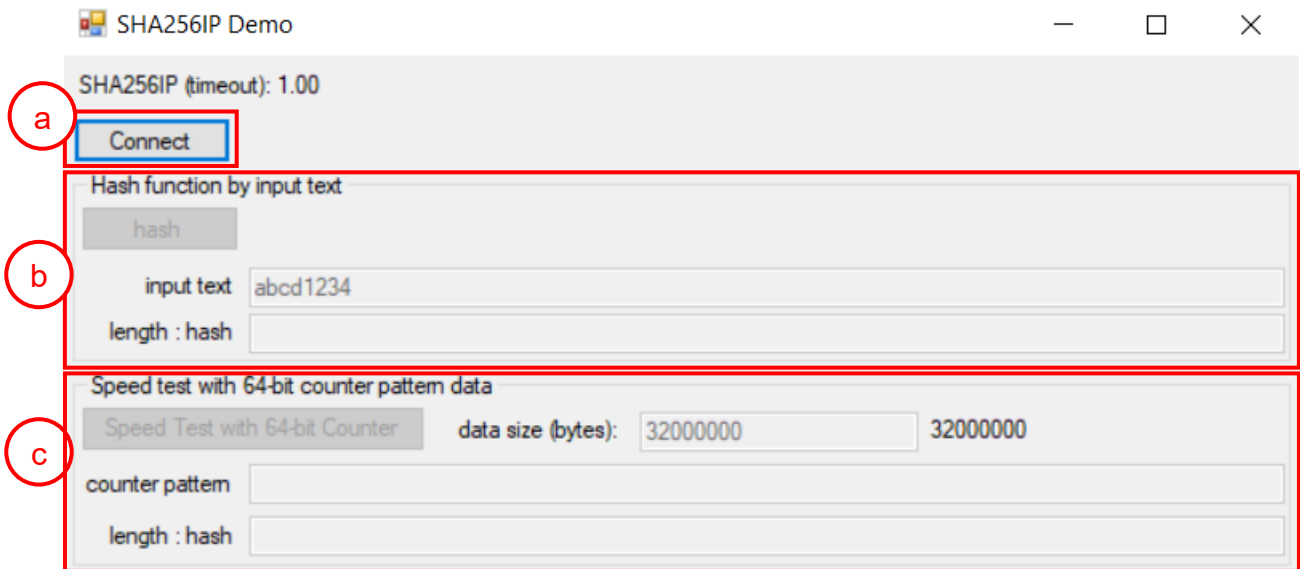 SHA256IP Demo
SHA256IP (timeout): 1.00
a
Connect
Hash function by input text
hash
b
input text abcd1234
length : hash
Speed test with 64-bit counter pattern data
Speed Test with 64-bit Counter data size (bytes): 32000000 32000000
c
counter pattern
length : hash